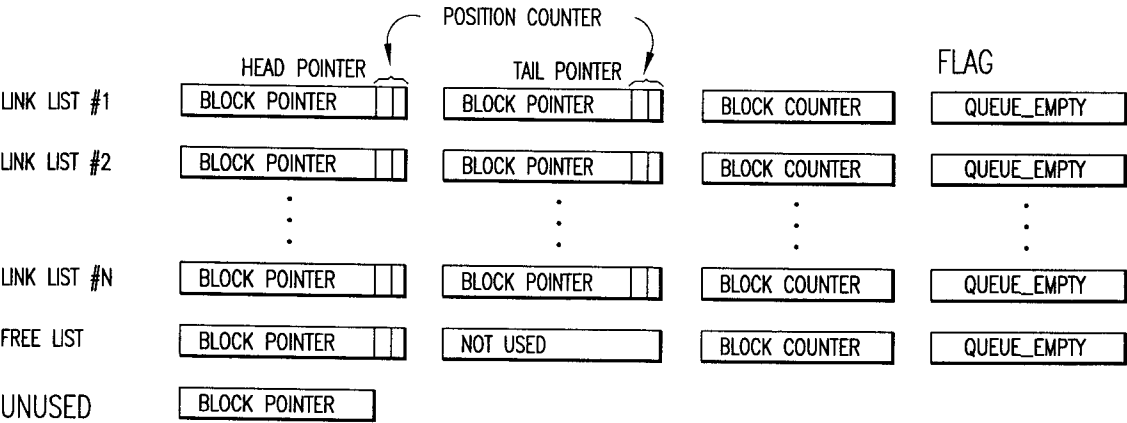 POSITION COUNTER
HEAD POINTER TAIL POINTER FLAG
LINK LIST #1 BLOCK POINTER BLOCK POINTER BLOCK COUNTER QUEUE_EMPTY
LINK LIST #2 BLOCK POINTER BLOCK POINTER BLOCK COUNTER QUEUE_EMPTY
LINK LIST #N BLOCK POINTER BLOCK POINTER BLOCK COUNTER QUEUE_EMPTY
FREE LIST BLOCK POINTER NOT USED BLOCK COUNTER QUEUE_EMPTY
UNUSED BLOCK POINTER